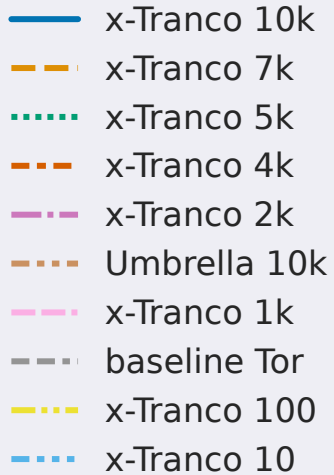 x-Tranco 10k
x-Tranco 7k
x-Tranco 5k
x-Tranco 4k
x-Tranco 2k
Umbrella 10k
x-Tranco 1k
baseline Tor
x-Tranco 100
x-Tranco 10